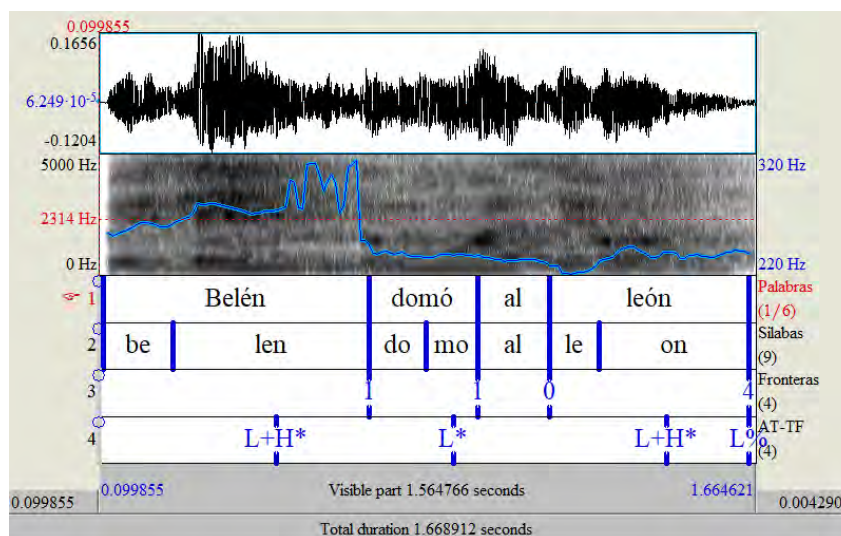 0.099855
0.1656
6.249·10-5
-0.1204
5000 Hz 320 Hz
2314 Hz
0 Hz 220 Hz
1 Belén domó al león Palabras (1/6)
2 be len do mo al le on Sílabas (9)
3 1 1 0 4 Fronteras (4)
4 L+H* L* L+H* L% AT-TF (4)
0.099855 0.099855 Visible part 1.564766 seconds 1.664621 0.004290
Total duration 1.668912 seconds